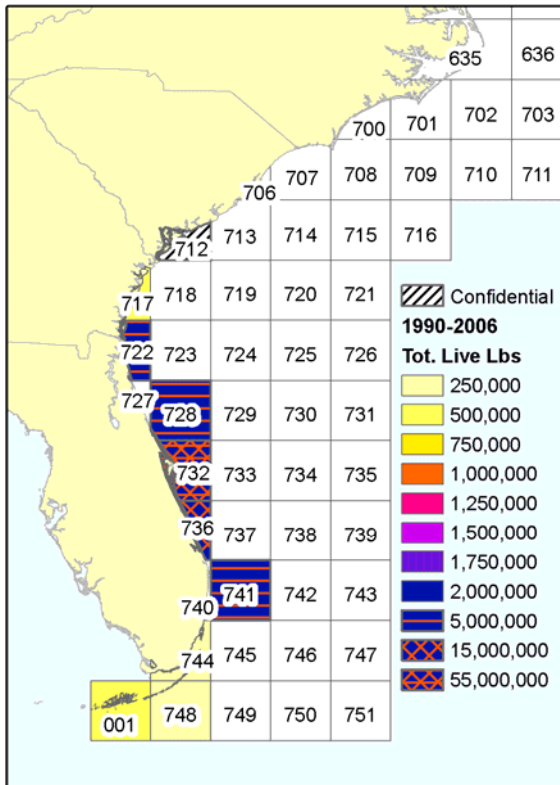 635 636
700 701 702 703
706 707 708 709 710 711
712 713 714 715 716
717 718 719 720 721
722 723 724 725 726
727 728 729 730 731
732 733 734 735
736 737 738 739
740 741 742 743
744 745 746 747
001 748 749 750 751
Confidential
1990-2006
Tot. Live Lbs
250,000
500,000
750,000
1,000,000
1,250,000
1,500,000
1,750,000
2,000,000
5,000,000
15,000,000
55,000,000